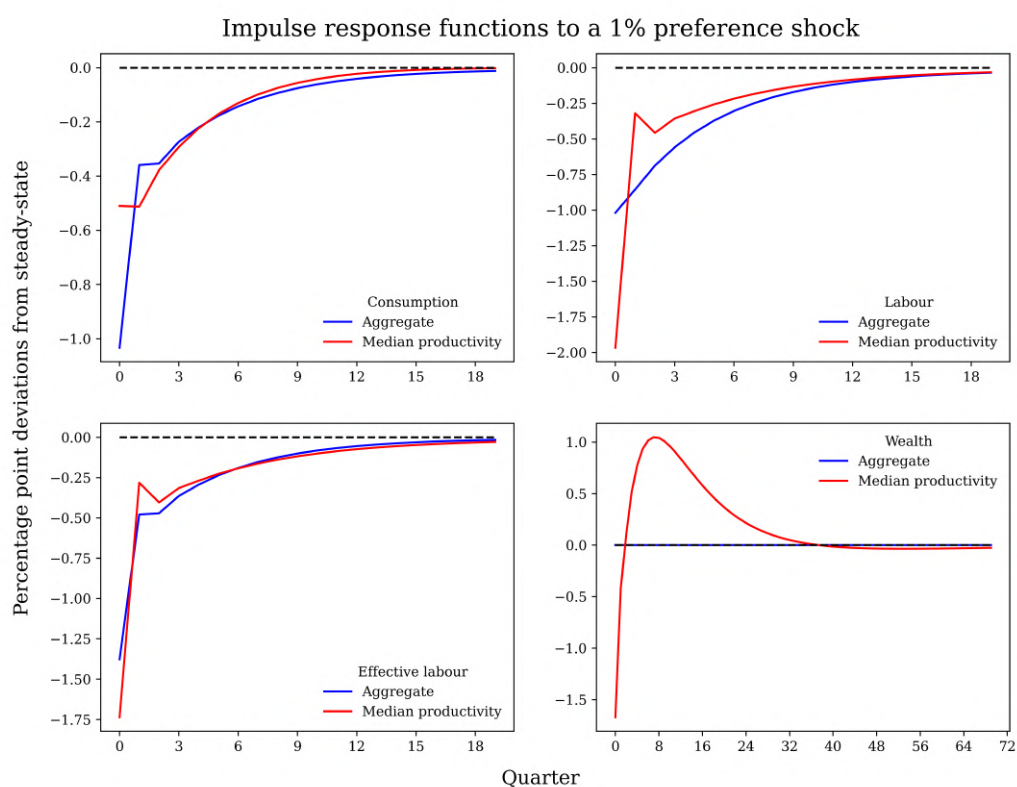 Impulse response functions to a 1% preference shock
Percentage point deviations from steady-state
0.0
−0.2
−0.4
−0.6
−0.8
−1.0
0 3 6 9 12 15 18
Consumption
Aggregate
Median productivity
0.00
−0.25
−0.50
−0.75
−1.00
−1.25
−1.50
−1.75
−2.00
0 3 6 9 12 15 18
Labour
Aggregate
Median productivity
0.00
−0.25
−0.50
−0.75
−1.00
−1.25
−1.50
−1.75
0 3 6 9 12 15 18
Effective labour
Aggregate
Median productivity
1.0
0.5
0.0
−0.5
−1.0
−1.5
0 8 16 24 32 40 48 56 64 72
Wealth
Aggregate
Median productivity
Quarter